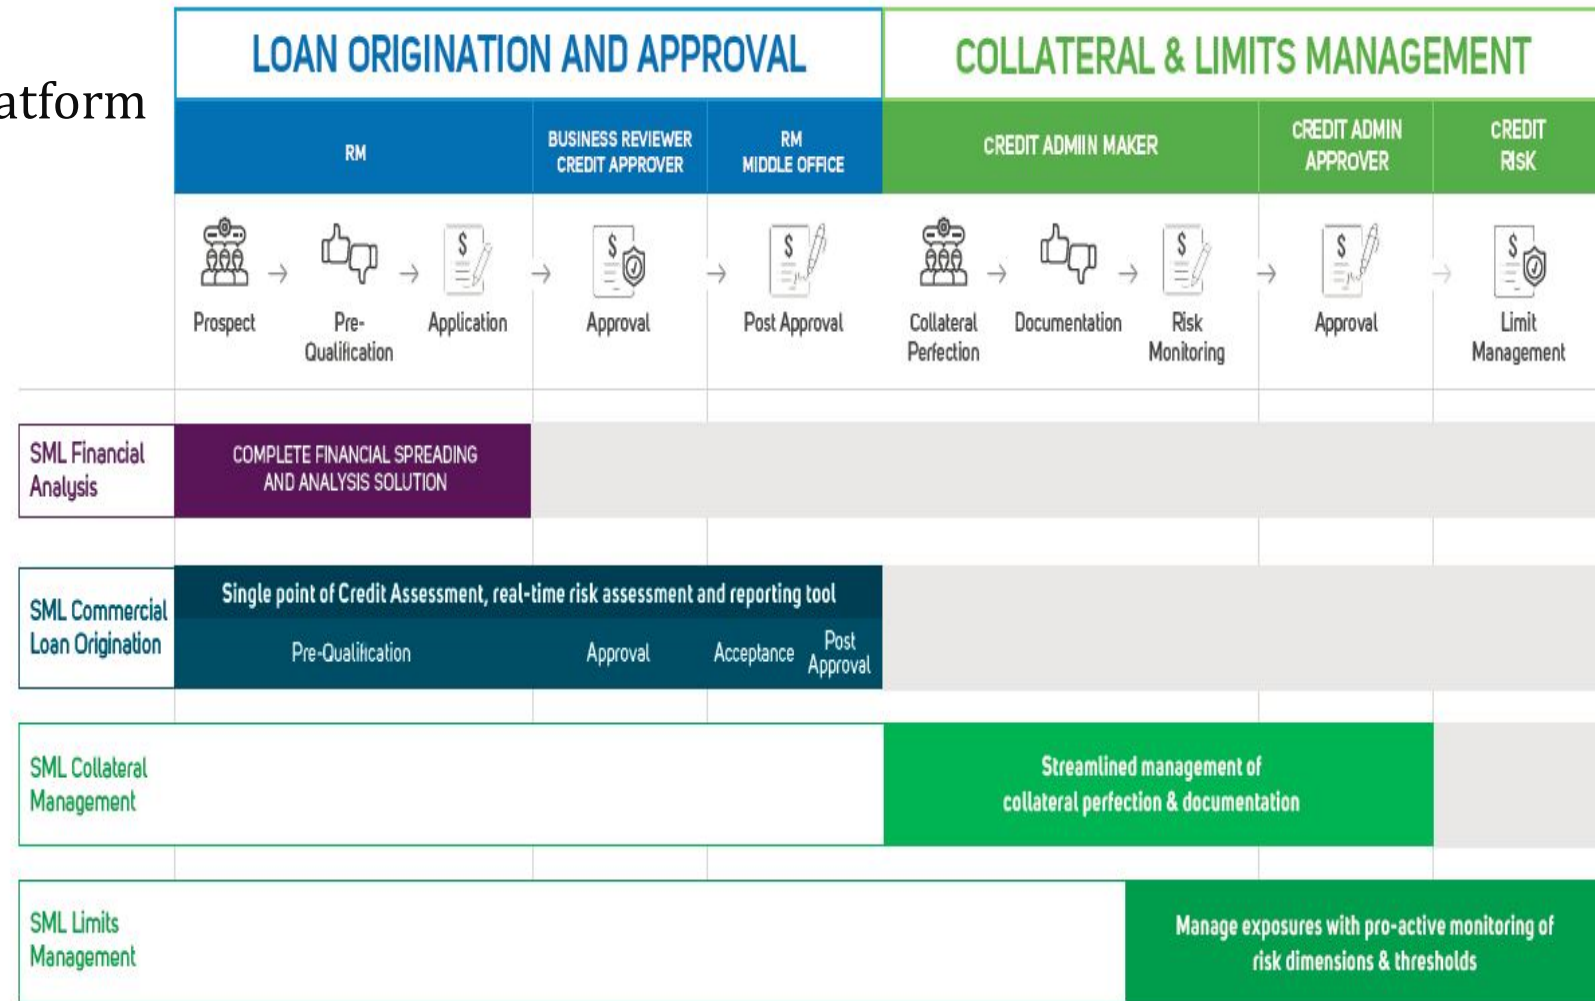 atform
LOAN ORIGINATION AND APPROVAL
COLLATERAL & LIMITS MANAGEMENT
RM
BUSINESS REVIEWER
CREDIT APPROVER
RM
MIDDLE OFFICE
CREDIT ADMIIN MAKER
CREDIT ADMIN
APPROVER
CREDIT
RISK
$
$
$
$
$
$
Prospect
Pre-
Qualification
Application
Approval
Post Approval
Collateral
Perfection
Documentation
Risk
Monitoring
Approval
Limit
Management
SML Financial
Analysis
COMPLETE FINANCIAL SPREADING
AND ANALYSIS SOLUTION
SML Commercial
Loan Origination
Single point of Credit Assessment, real-time risk assessment and reporting tool
Pre-Qualification
Approval
Acceptance
Post
Approval
SML Collateral
Management
Streamlined management of
collateral perfection & documentation
SML Limits
Management
Manage exposures with pro-active monitoring of
risk dimensions & thresholds